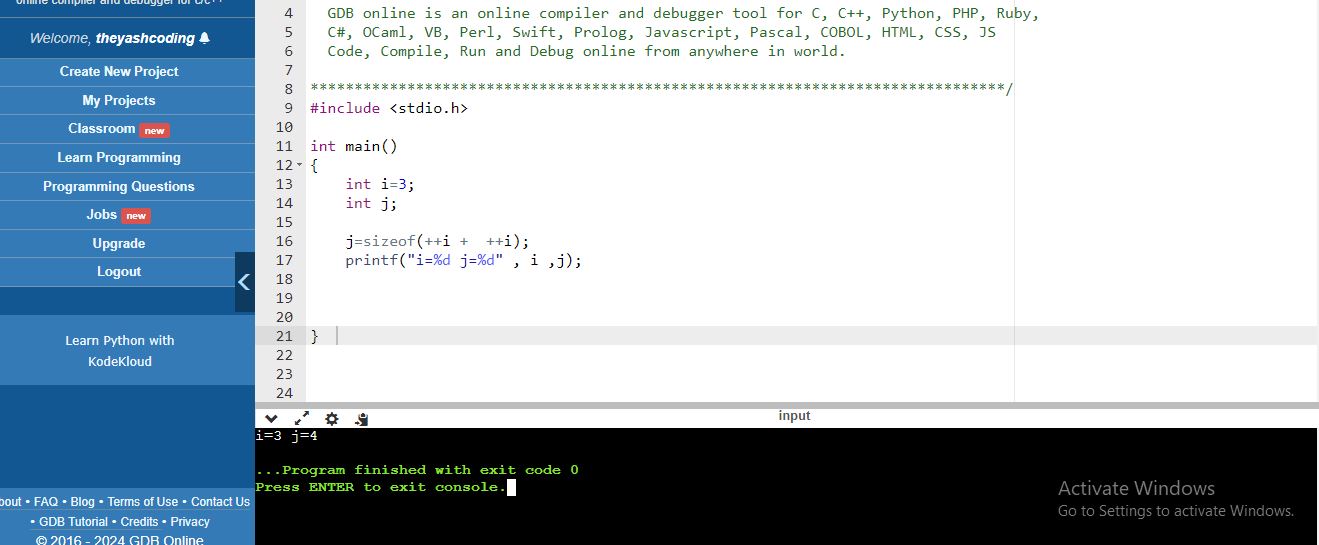 online compiler and debugger for c/c++
Welcome, theyashcoding
Create New Project
My Projects
Classroom new
Learn Programming
Programming Questions
Jobs new
Upgrade
Logout
Learn Python with
KodeKloud
bout • FAQ • Blog • Terms of Use • Contact Us
• GDB Tutorial • Credits • Privacy
© 2016 - 2024 GDB Online
4 GDB online is an online compiler and debugger tool for C, C++, Python, PHP, Ruby,
5 C#, OCaml, VB, Perl, Swift, Prolog, Javascript, Pascal, COBOL, HTML, CSS, JS
6 Code, Compile, Run and Debug online from anywhere in world.
7
8 *******************************************************************************/
9 #include <stdio.h>
10
11 int main()
12 {
13 int i=3;
14 int j;
15
16 j=sizeof(++i +  ++i);
17 printf("i=%d j=%d" , i ,j);
18
19
20
21 }
22
23
24
input
i=3 j=4
...Program finished with exit code 0
Press ENTER to exit console.
Activate Windows
Go to Settings to activate Windows.